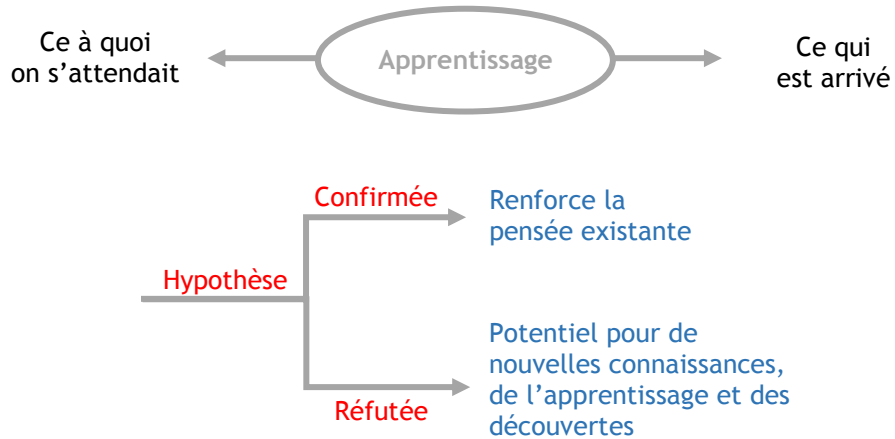 Ce à quoi
on s’attendait
Apprentissage
Ce qui
est arrivé
Confirmée
Renforce la
pensée existante
Hypothèse
Potentiel pour de
nouvelles connaissances,
de l’apprentissage et des
découvertes
Réfutée